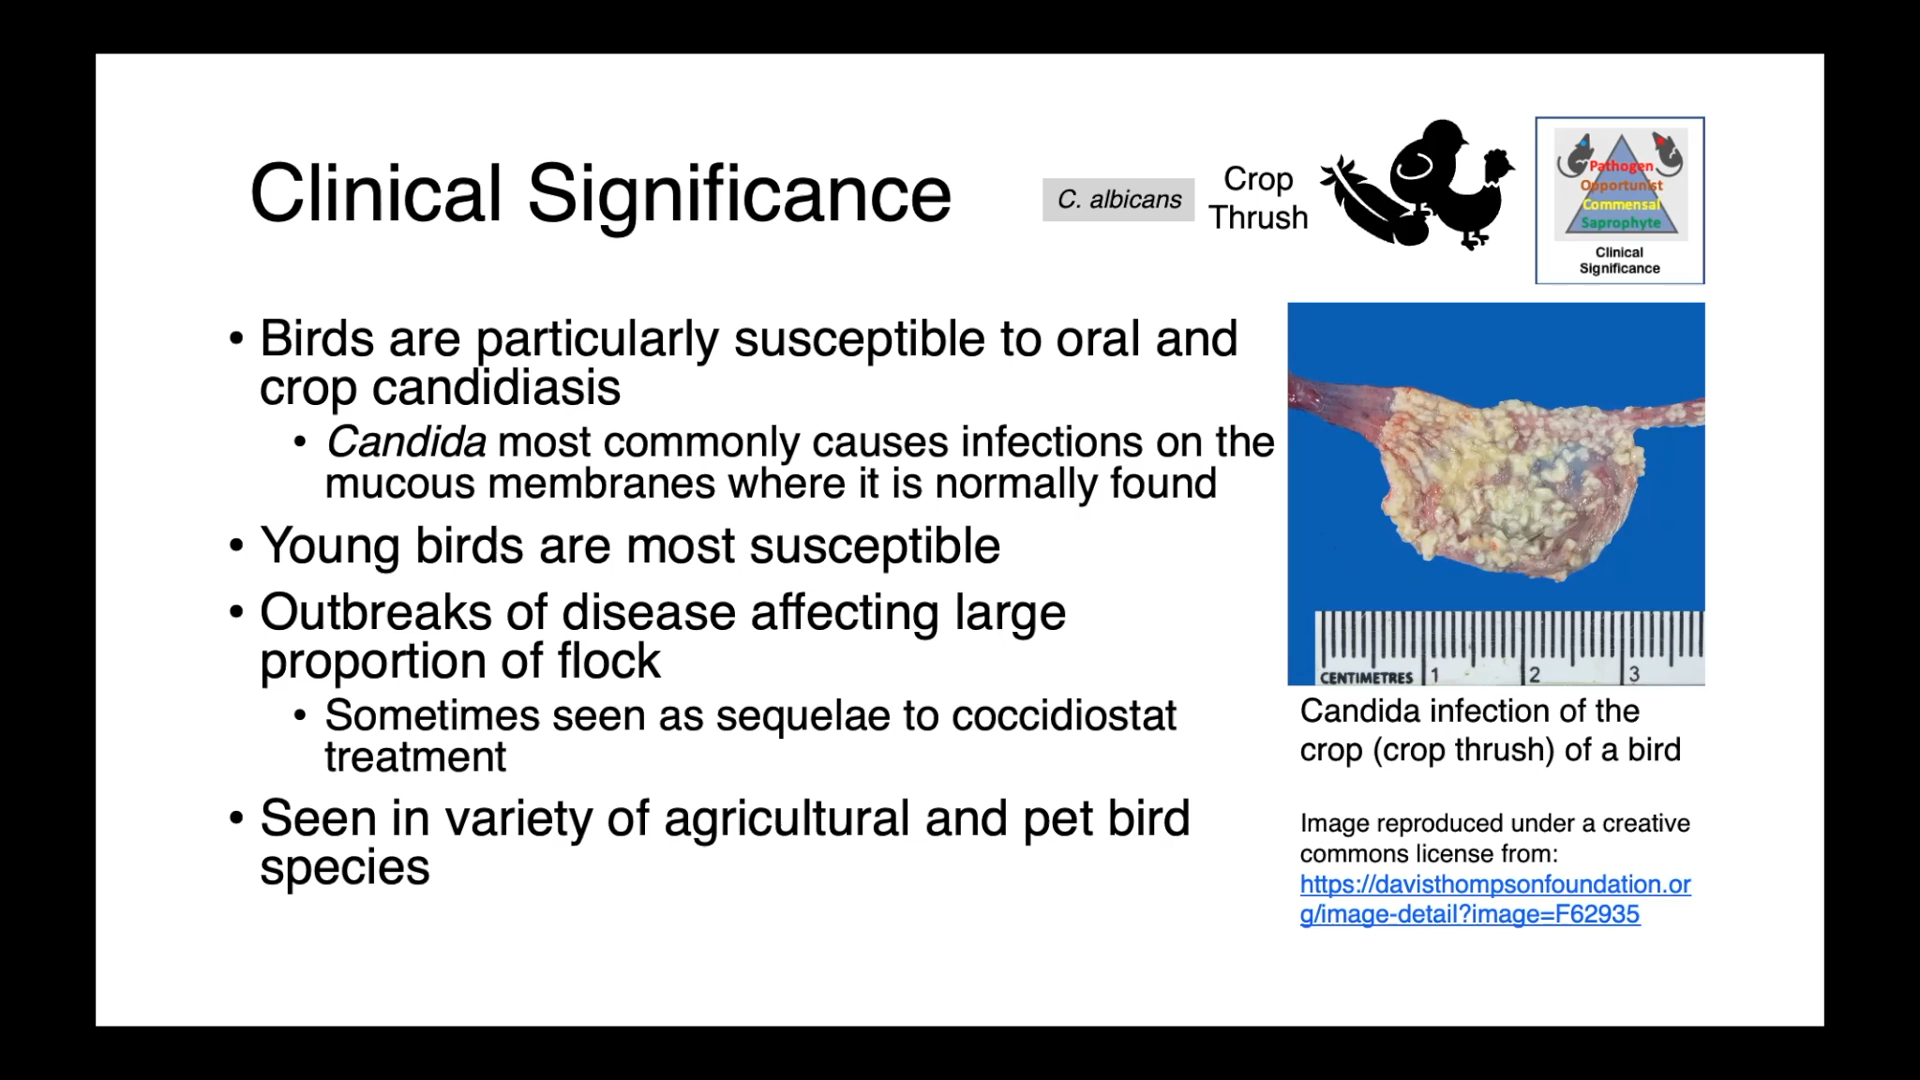 Clinical Significance
C. albicans
Crop
Thrush
Pathogen
Opportunist
Commensal
Saprophyte
Clinical
Significance
• Birds are particularly susceptible to oral and
crop candidiasis
• Candida most commonly causes infections on the
mucous membranes where it is normally found
• Young birds are most susceptible
• Outbreaks of disease affecting large
proportion of flock
• Sometimes seen as sequelae to coccidiostat
treatment
• Seen in variety of agricultural and pet bird
species
CENTIMETRES 1 2 3
Candida infection of the
crop (crop thrush) of a bird
Image reproduced under a creative
commons license from:
https://davisthompsonfoundation.or
g/image-detail?image=F62935